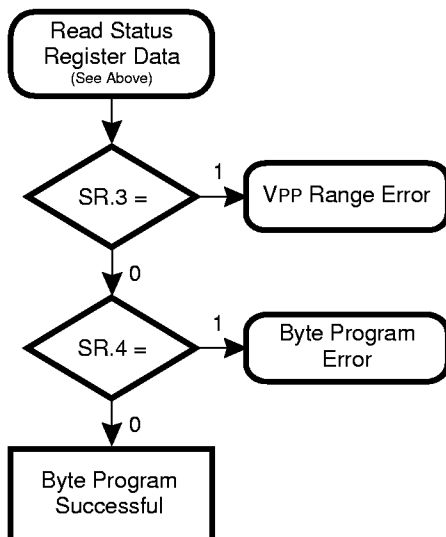 Read Status
Register Data
(See Above)
SR.3 =
1
VPP Range Error
0
SR.4 =
1
Byte Program
Error
0
Byte Program
Successful